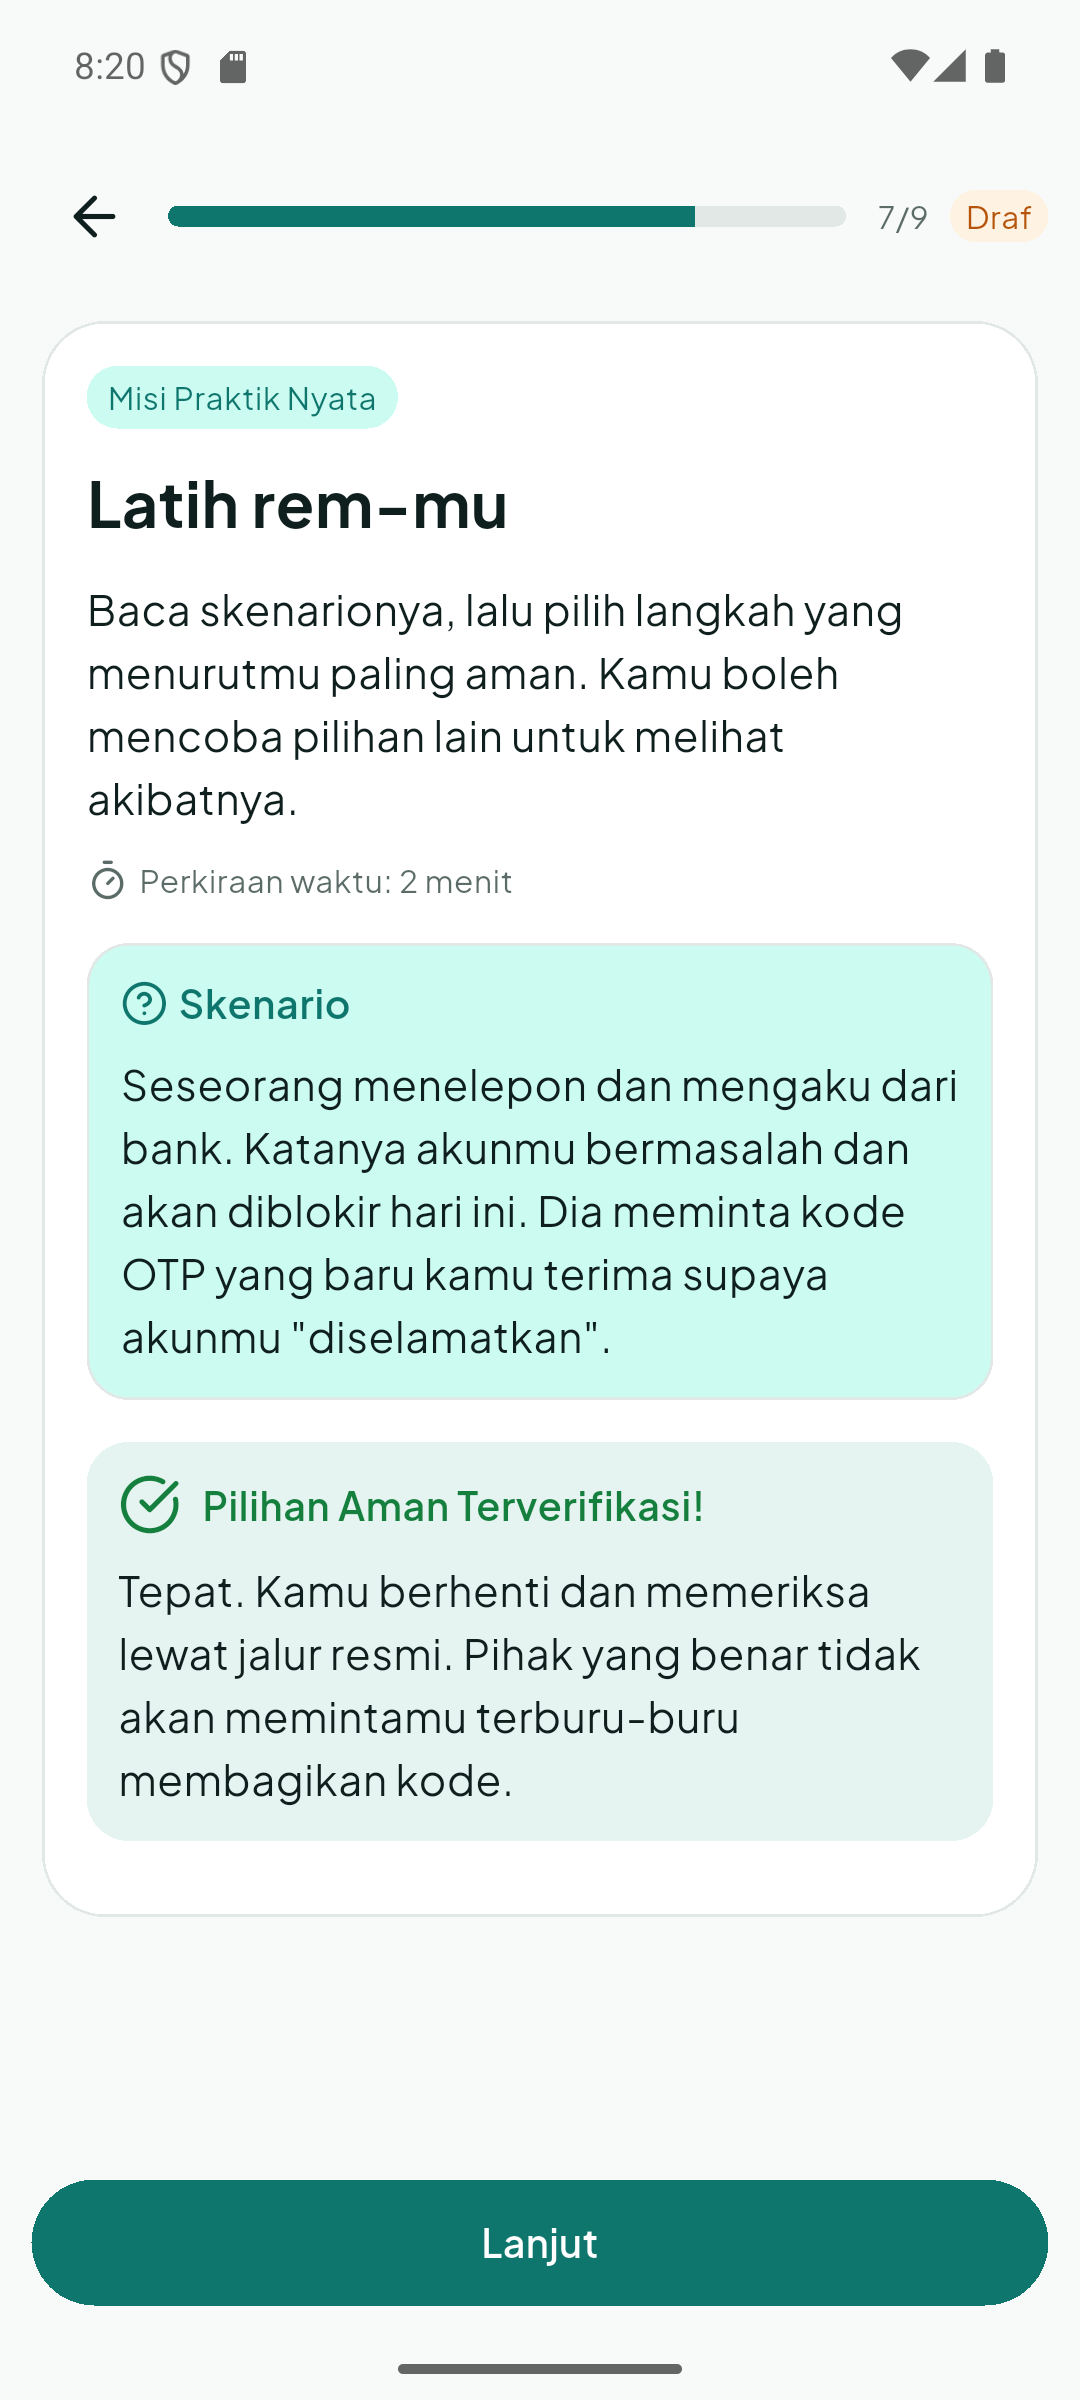 8:20
7/9
Draf
Misi Praktik Nyata
Latih rem-mu
Baca skenarionya, lalu pilih langkah yang
menurutmu paling aman. Kamu boleh
mencoba pilihan lain untuk melihat
akibatnya.
Perkiraan waktu: 2 menit
Skenario
Seseorang menelepon dan mengaku dari
bank. Katanya akunmu bermasalah dan
akan diblokir hari ini. Dia meminta kode
OTP yang baru kamu terima supaya
akunmu "diselamatkan".
Pilihan Aman Terverifikasi!
Tepat. Kamu berhenti dan memeriksa
lewat jalur resmi. Pihak yang benar tidak
akan memintamu terburu-buru
membagikan kode.
Lanjut